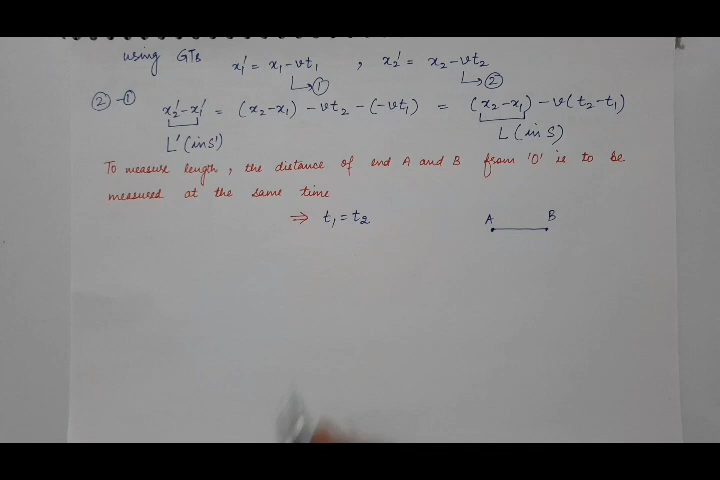 using GTs x₁' = x₁ - vt₁ , x₂' = x₂ - vt₂
↳① ↳②
② - ① x₂' - x₁' = (x₂ - x₁) - vt₂ - (-vt₁) = (x₂ - x₁) - v(t₂ - t₁)
L' (in S') L (in S)
To measure length, the distance of end A and B from 'O' is to be
measured at the same time
⇒ t₁ = t₂ A B